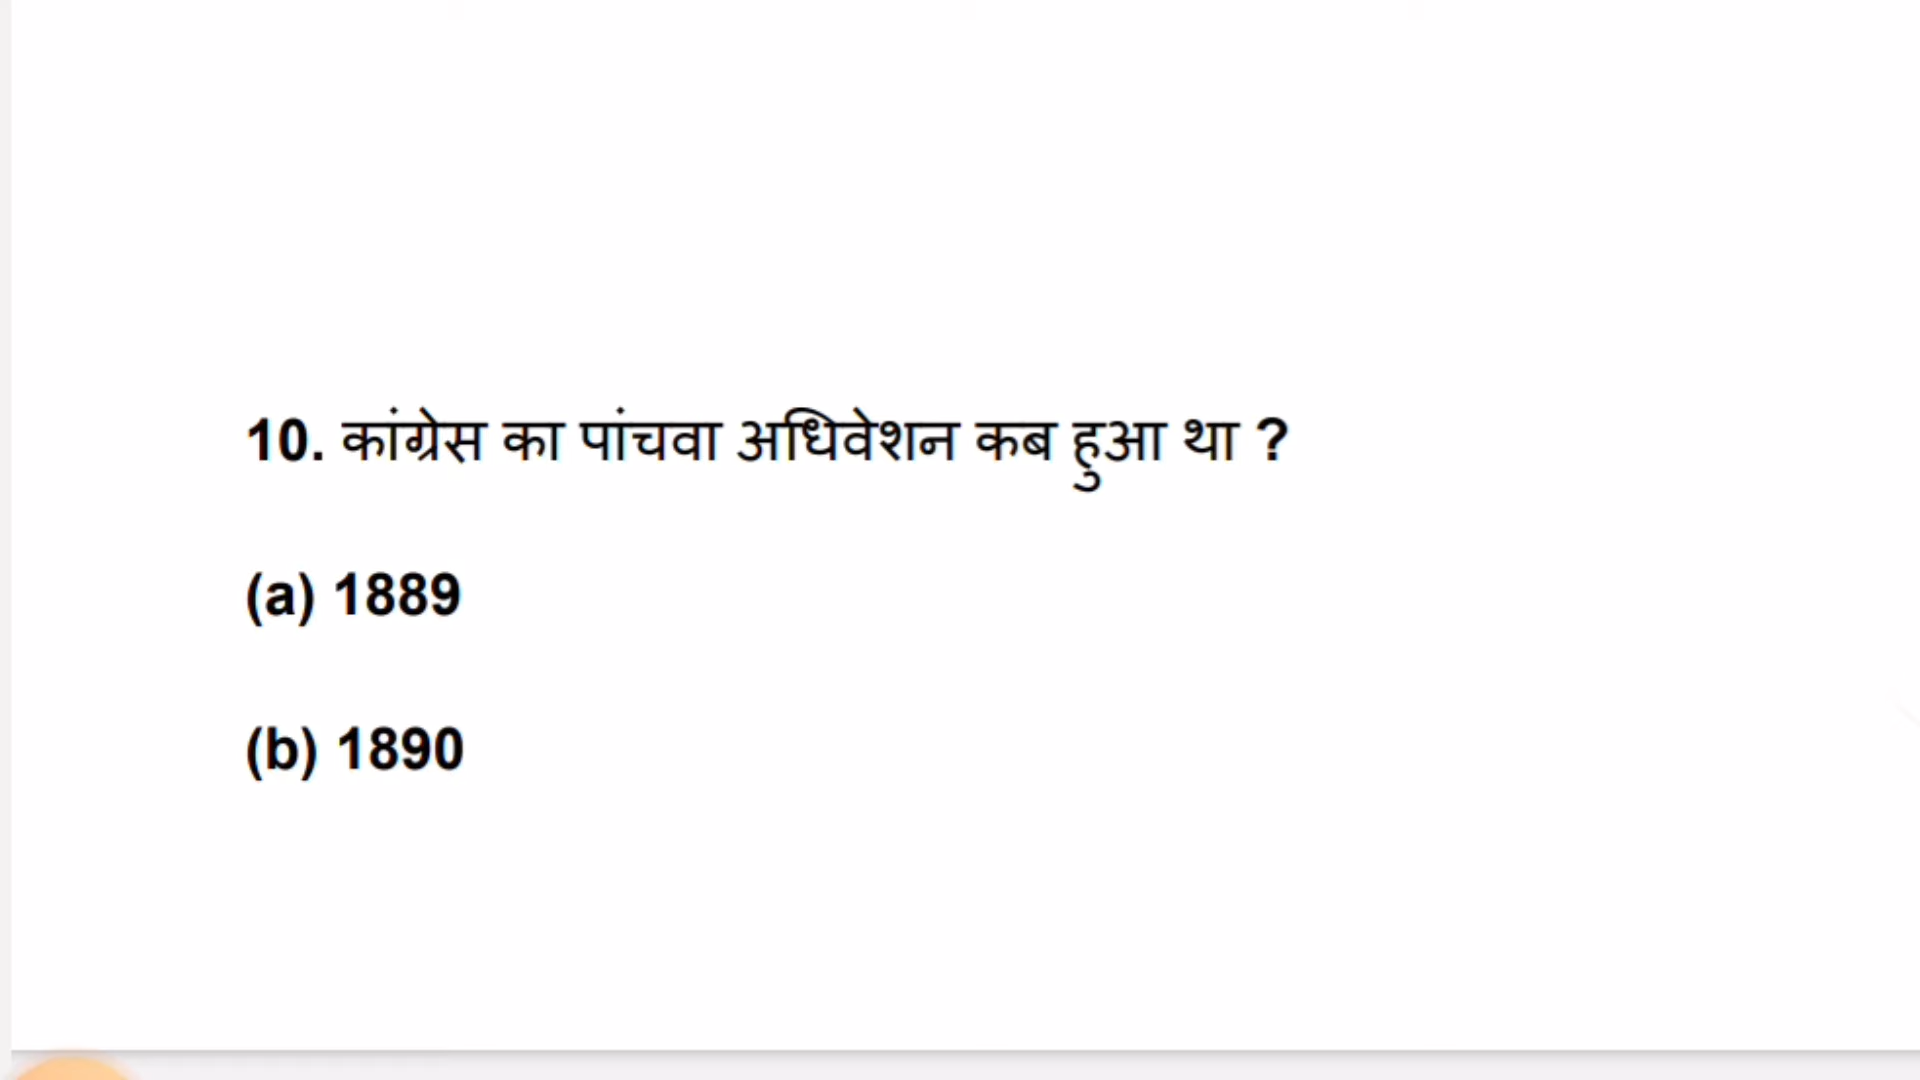 10. कांग्रेस का पांचवा अधिवेशन कब हुआ था ?
(a) 1889
(b) 1890